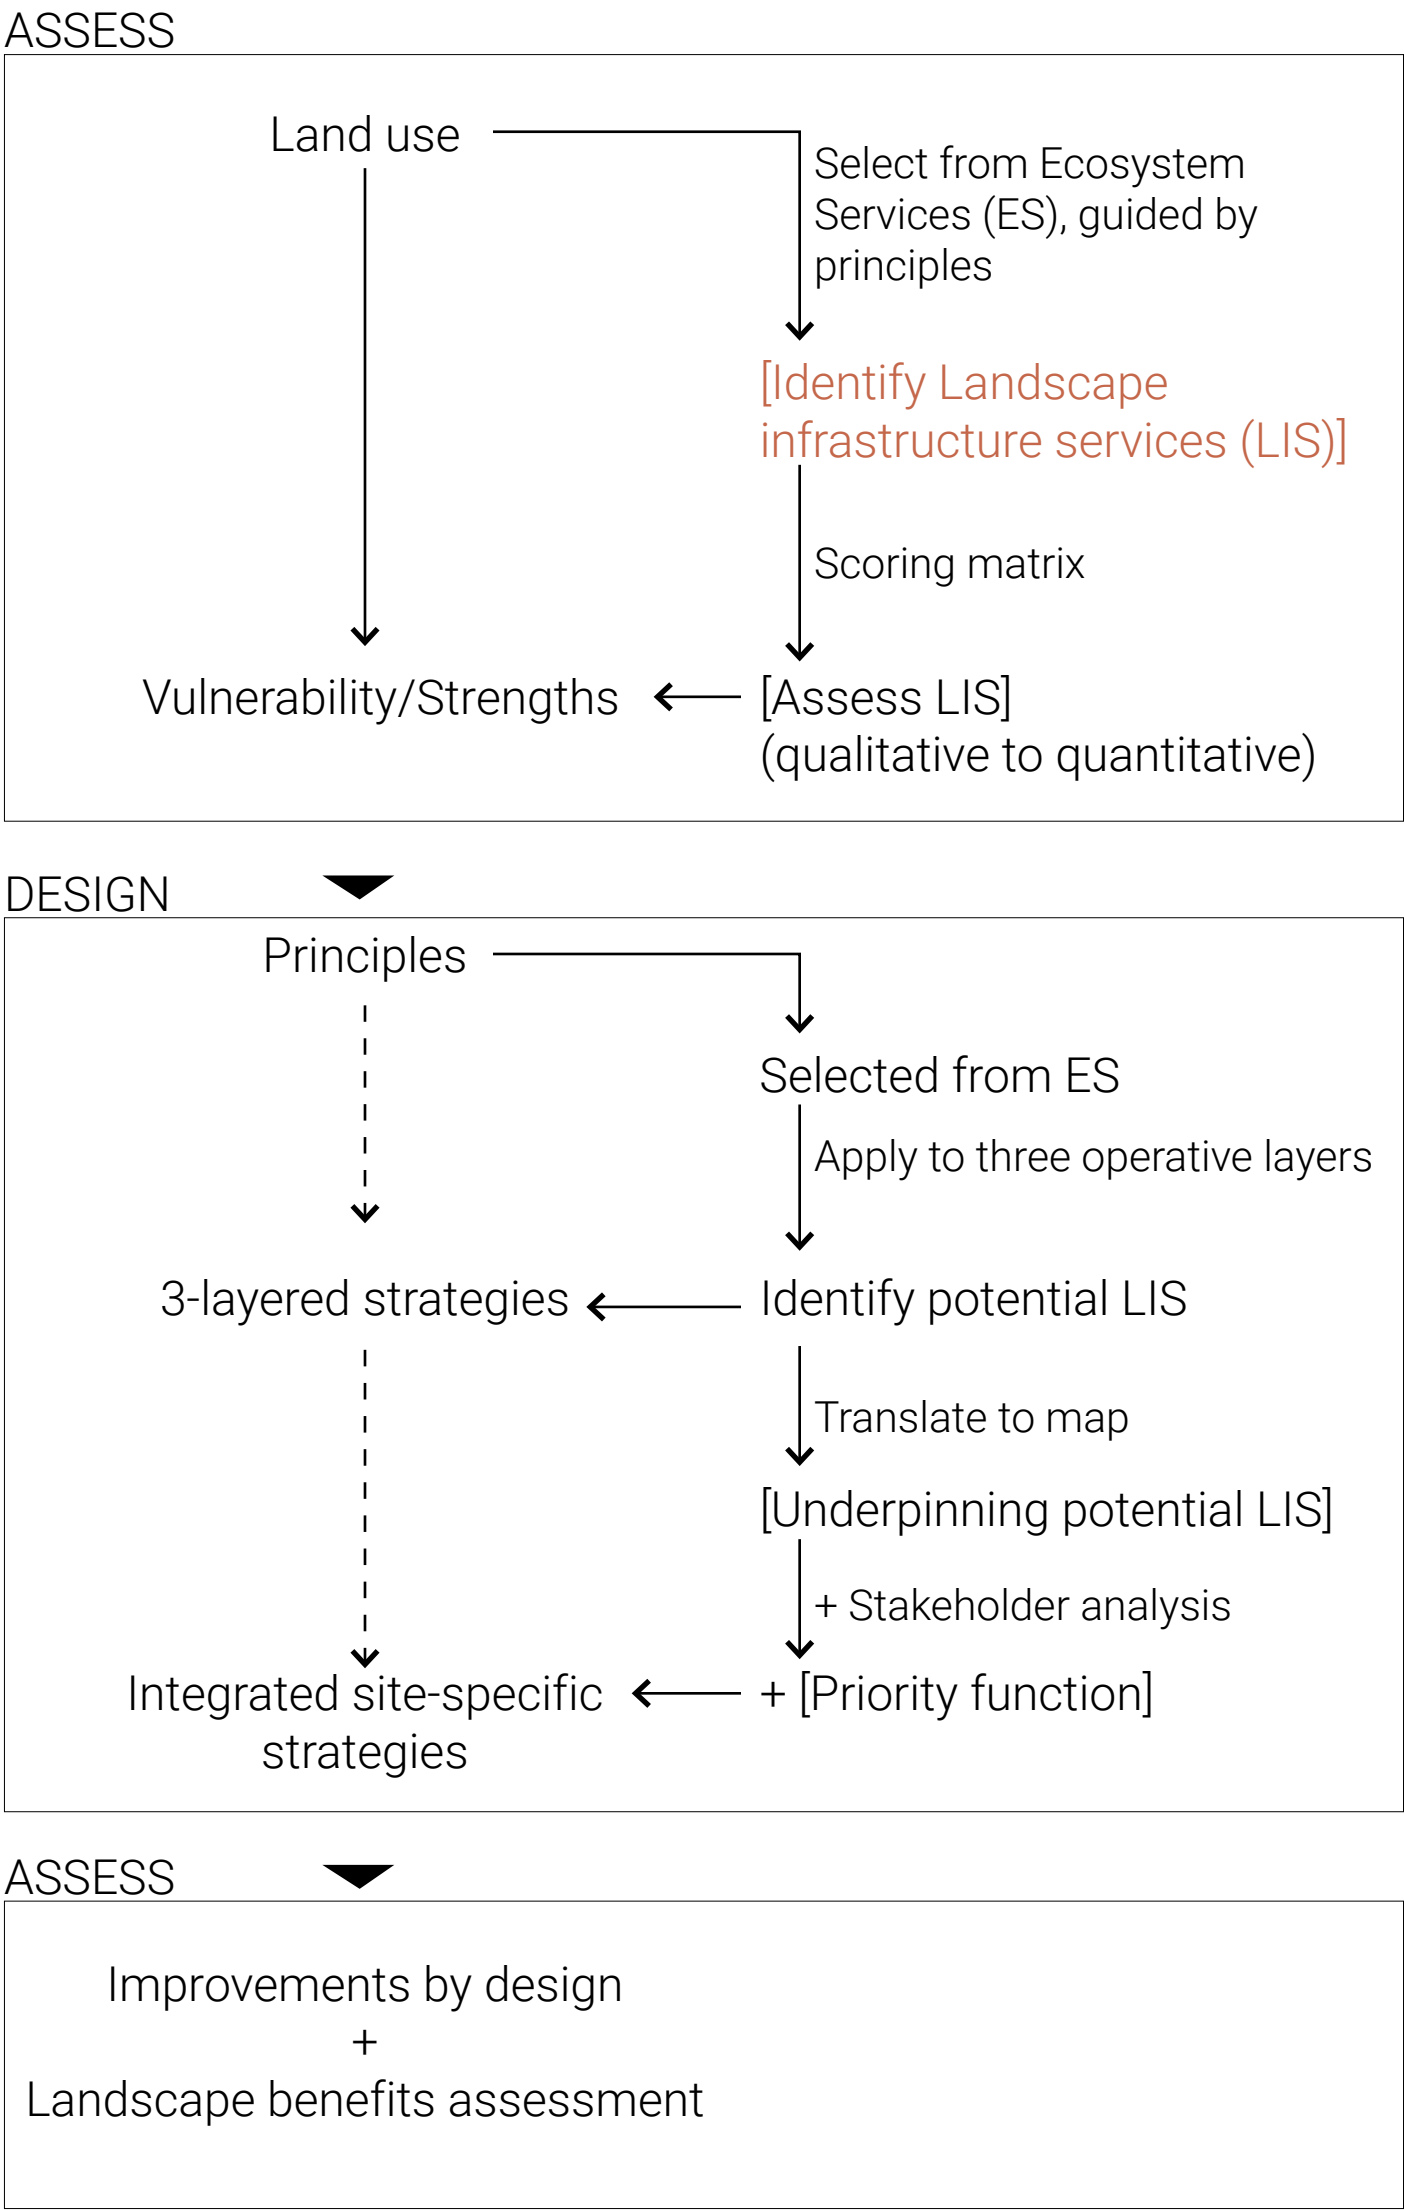 ASSESS
Land use
Select from Ecosystem
Services (ES), guided by
principles
[Identify Landscape
infrastructure services (LIS)]
Scoring matrix
Vulnerability/Strengths
[Assess LIS]
(qualitative to quantitative)
DESIGN
Principles
Selected from ES
Apply to three operative layers
3-layered strategies
Identify potential LIS
Translate to map
[Underpinning potential LIS]
+ Stakeholder analysis
Integrated site-specific
strategies
+ [Priority function]
ASSESS
Improvements by design
+
Landscape benefits assessment